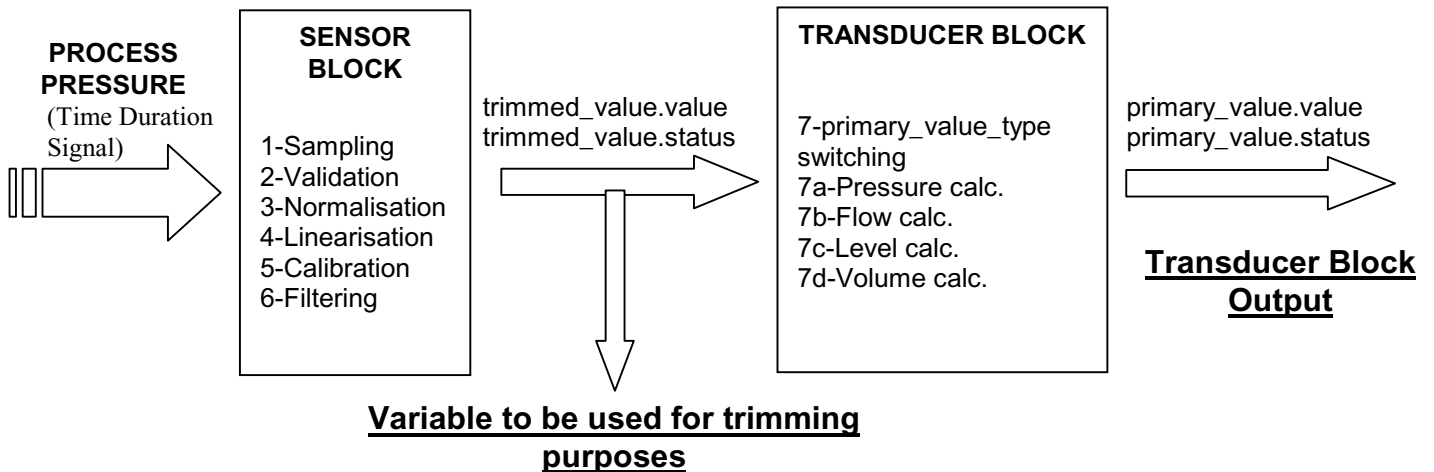 PROCESS
PRESSURE
(Time Duration
Signal)
SENSOR
BLOCK
1-Sampling
2-Validation
3-Normalisation
4-Linearisation
5-Calibration
6-Filtering
trimmed_value.value
trimmed_value.status
Variable to be used for trimming
purposes
TRANSDUCER BLOCK
7-primary_value_type
switching
7a-Pressure calc.
7b-Flow calc.
7c-Level calc.
7d-Volume calc.
primary_value.value
primary_value.status
Transducer Block
Output